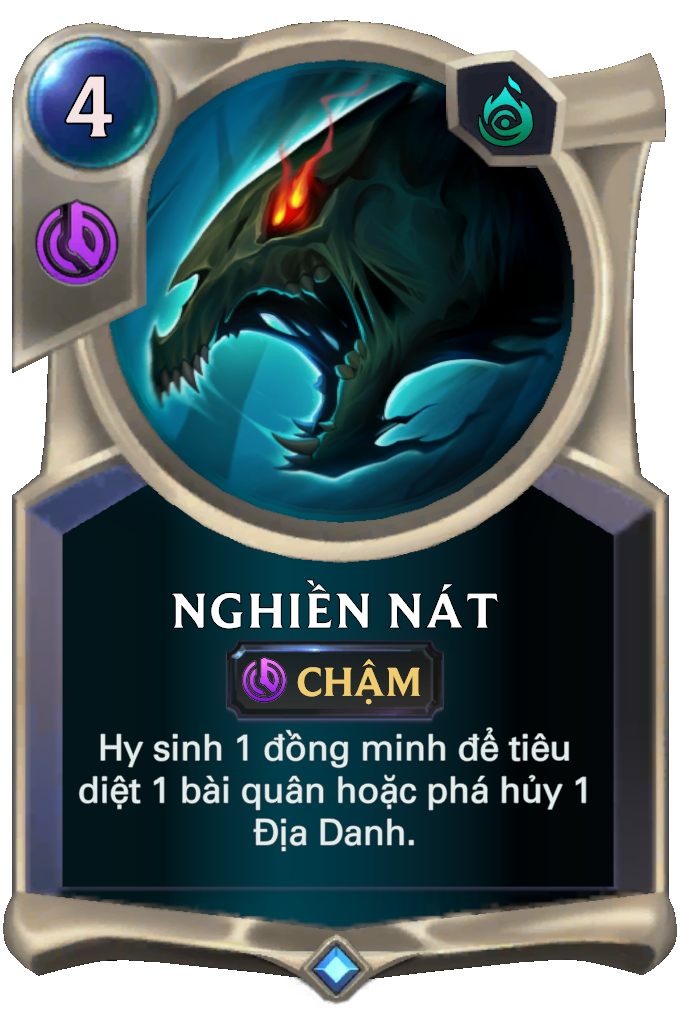 4
NGHIỀN NÁT
CHẬM
Hy sinh 1 đồng minh để tiêu
diệt 1 bài quân hoặc phá hủy 1
Địa Danh.